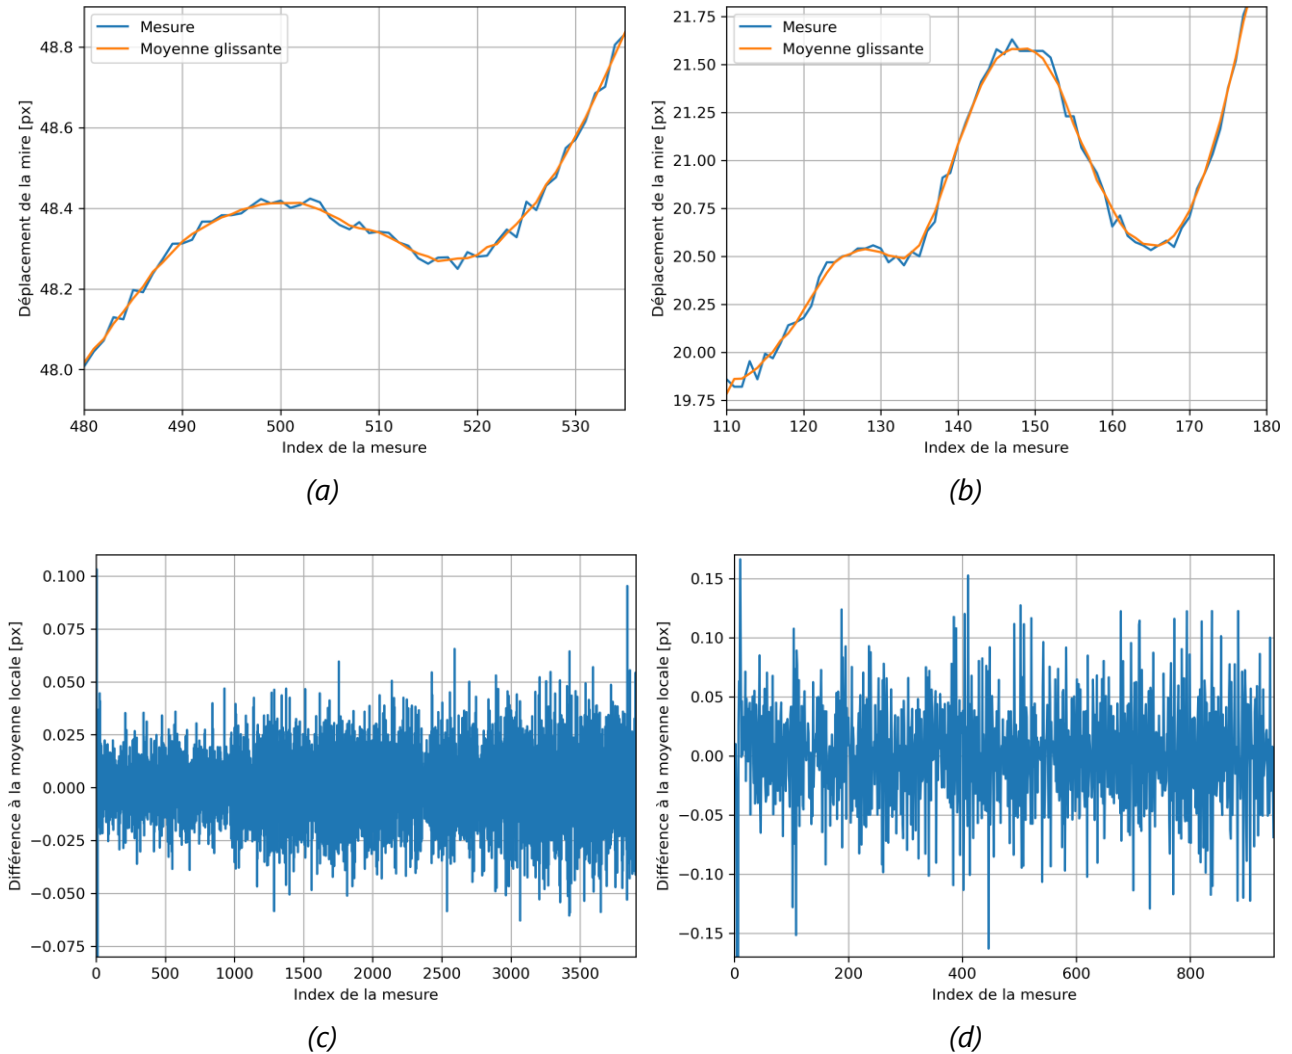 Mesure
Moyenne glissante
48.8
48.6
48.4
48.2
48.0
Déplacement de la mire [px]
480 490 500 510 520 530
Index de la mesure
(a)
Mesure
Moyenne glissante
21.75
21.50
21.25
21.00
20.75
20.50
20.25
20.00
19.75
Déplacement de la mire [px]
110 120 130 140 150 160 170 180
Index de la mesure
(b)
0.100
0.075
0.050
0.025
0.000
−0.025
−0.050
−0.075
Différence à la moyenne locale [px]
0 500 1000 1500 2000 2500 3000 3500
Index de la mesure
(c)
0.15
0.10
0.05
0.00
−0.05
−0.10
−0.15
Différence à la moyenne locale [px]
0 200 400 600 800
Index de la mesure
(d)